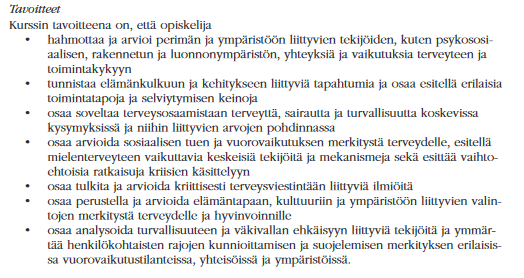 Tavoitteet
Kurssin tavoitteena on, että opiskelija
• hahmottaa ja arvioi perimän ja ympäristöön liittyvien tekijöiden, kuten psykososi-
aalisen, rakennetun ja luonnonympäristön, yhteyksiä ja vaikutuksia terveyteen ja
toimintakykyyn
• tunnistaa elämänkulkuun ja kehitykseen liittyviä tapahtumia ja osaa esitellä erilaisia
toimintatapoja ja selviytymisen keinoja
• osaa soveltaa terveysosaamistaan terveyttä, sairautta ja turvallisuutta koskevissa
kysymyksissä ja niihin liittyvien arvojen pohdinnassa
• osaa arvioida sosiaalisen tuen ja vuorovaikutuksen merkitystä terveydelle, esitellä
mielenterveyteen vaikuttavia keskeisiä tekijöitä ja mekanismeja sekä esittää vaihto-
ehtoisia ratkaisuja kriisien käsittelyyn
• osaa tulkita ja arvioida kriittisesti terveysviestintään liittyviä ilmiöitä
• osaa perustella ja arvioida elämäntapaan, kulttuuriin ja ympäristöön liittyvien valin-
tojen merkitystä terveydelle ja hyvinvoinnille
• osaa analysoida turvallisuuteen ja väkivallan ehkäisyyn liittyviä tekijöitä ja ymmär-
tää henkilökohtaisten rajojen kunnioittamisen ja suojelemisen merkityksen erilaisis-
sa vuorovaikutustilanteissa, yhteisöissä ja ympäristöissä.